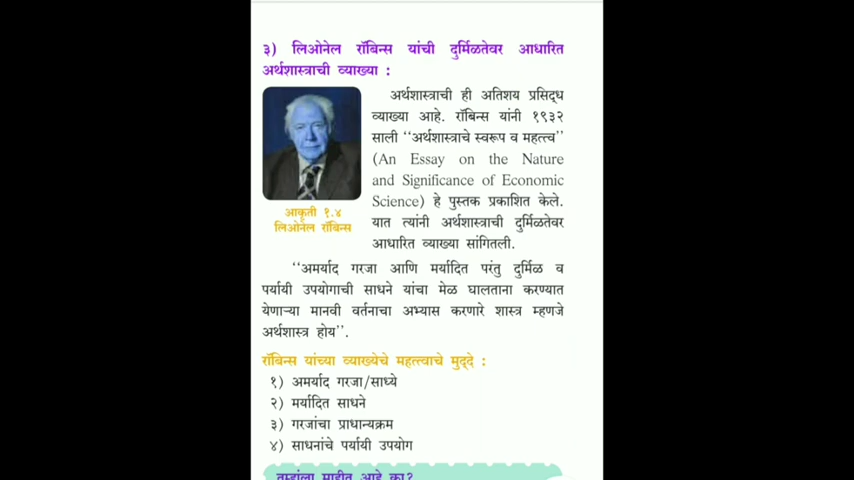 ३) लिओनेल रॉबिन्स यांची दुर्मिळतेवर आधारित
अर्थशास्त्राची व्याख्या :
अर्थशास्त्राची ही अतिशय प्रसिद्ध
व्याख्या आहे. रॉबिन्स यांनी १९३२
साली ‘‘अर्थशास्त्राचे स्वरूप व महत्त्व’’
(An Essay on the Nature
and Significance of Economic
Science) हे पुस्तक प्रकाशित केले.
यात त्यांनी अर्थशास्त्राची दुर्मिळतेवर
आधारित व्याख्या सांगितली.
आकृती १.४
लिओनेल रॉबिन्स
‘‘अमर्याद गरजा आणि मर्यादित परंतु दुर्मिळ व
पर्यायी उपयोगाची साधने यांचा मेळ घालताना करण्यात
येणाऱ्या मानवी वर्तनाचा अभ्यास करणारे शास्त्र म्हणजे
अर्थशास्त्र होय’’.
रॉबिन्स यांच्या व्याख्येचे महत्त्वाचे मुद्दे :
१) अमर्याद गरजा/साध्ये
२) मर्यादित साधने
३) गरजांचा प्राधान्यक्रम
४) साधनांचे पर्यायी उपयोग
तुम्हांला माहीत आहे का?